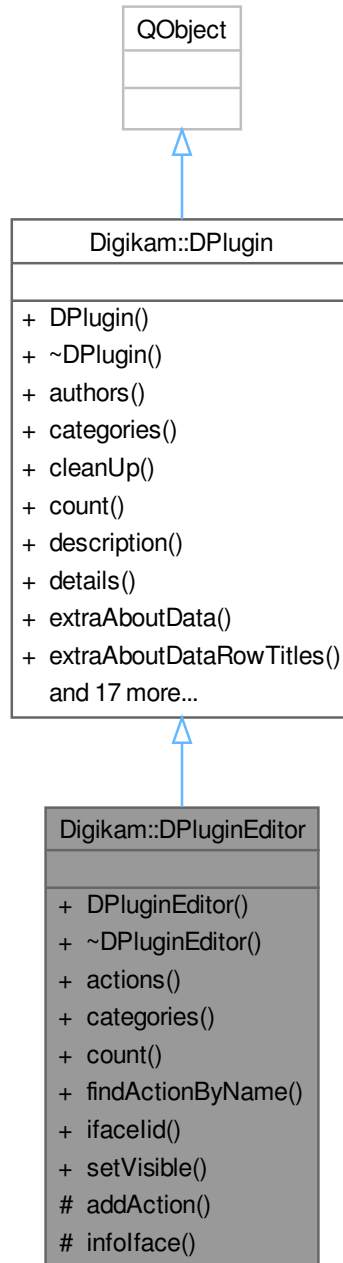 QObject
Digikam::DPlugin
+ DPlugin()
+ ~DPlugin()
+ authors()
+ categories()
+ cleanUp()
+ count()
+ description()
+ details()
+ extraAboutData()
+ extraAboutDataRowTitles()
and 17 more...
Digikam::DPluginEditor
+ DPluginEditor()
+ ~DPluginEditor()
+ actions()
+ categories()
+ count()
+ findActionByName()
+ ifaceIid()
+ setVisible()
# addAction()
# infoIface()